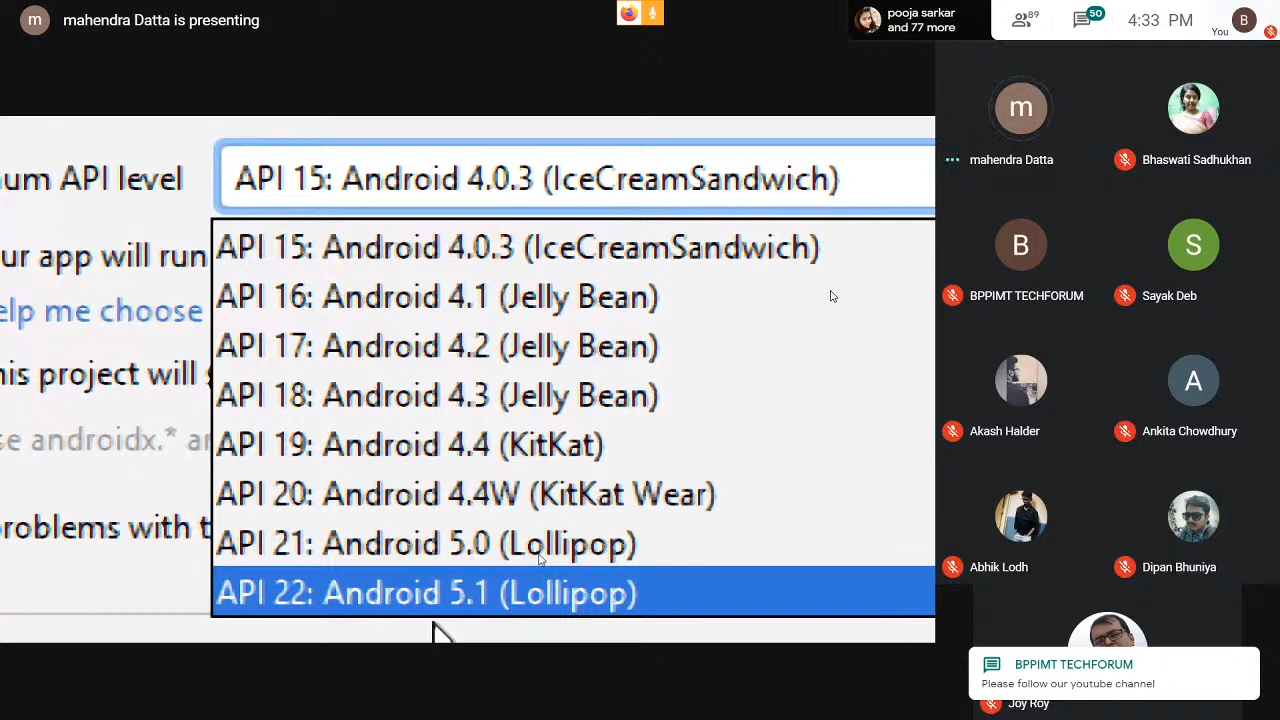 m
mahendra Datta is presenting
pooja sarkar
and 77 more
89
50
4:33 PM
You
B
um API level
API 15: Android 4.0.3 (IceCreamSandwich)
ur app will run
elp me choose
his project will
se androidx.*
problems with t
API 15: Android 4.0.3 (IceCreamSandwich)
API 16: Android 4.1 (Jelly Bean)
API 17: Android 4.2 (Jelly Bean)
API 18: Android 4.3 (Jelly Bean)
API 19: Android 4.4 (KitKat)
API 20: Android 4.4W (KitKat Wear)
API 21: Android 5.0 (Lollipop)
API 22: Android 5.1 (Lollipop)
m
mahendra Datta
Bhaswati Sadhukhan
B
BPPIMT TECHFORUM
S
Sayak Deb
Akash Halder
A
Ankita Chowdhury
Abhik Lodh
Dipan Bhuniya
BPPIMT TECHFORUM
Please follow our youtube channel
Joy Roy